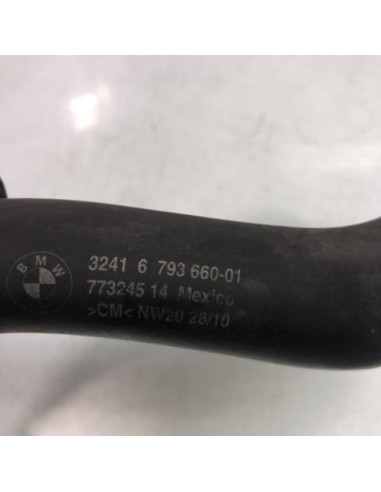 BMW
3241 6 793 660-01
773245 14 Mexico
>CM< NW20 28/10